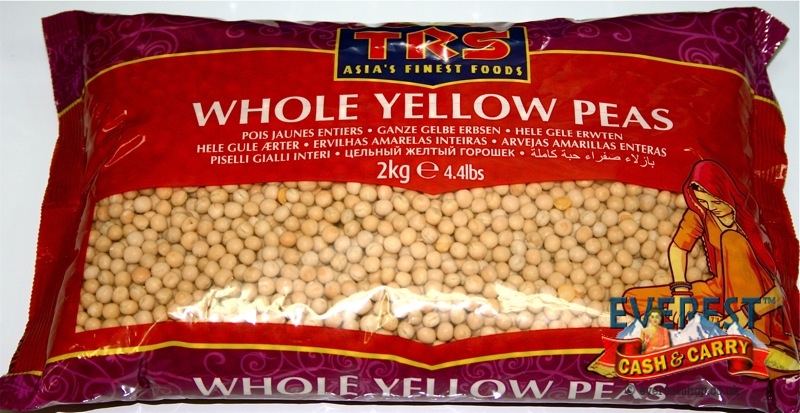 TRS
ASIA'S FINEST FOODS
WHOLE YELLOW PEAS
POIS JAUNES ENTIERS • GANZE GELBE ERBSEN • HELE GELE ERWTEN
HELE GULE ÆRTER • ERVILHAS AMARELAS INTEIRAS • ARVEJAS AMARILLAS ENTERAS
PISELLI GIALLI INTERI • ЦЕЛЬНЫЙ ЖЕЛТЫЙ ГОРОШЕК • بازلاء صفراء حبة كاملة
2kg ℮ 4.4lbs
EVEREST™
CASH & CARRY
WHOLE YELLOW PEAS